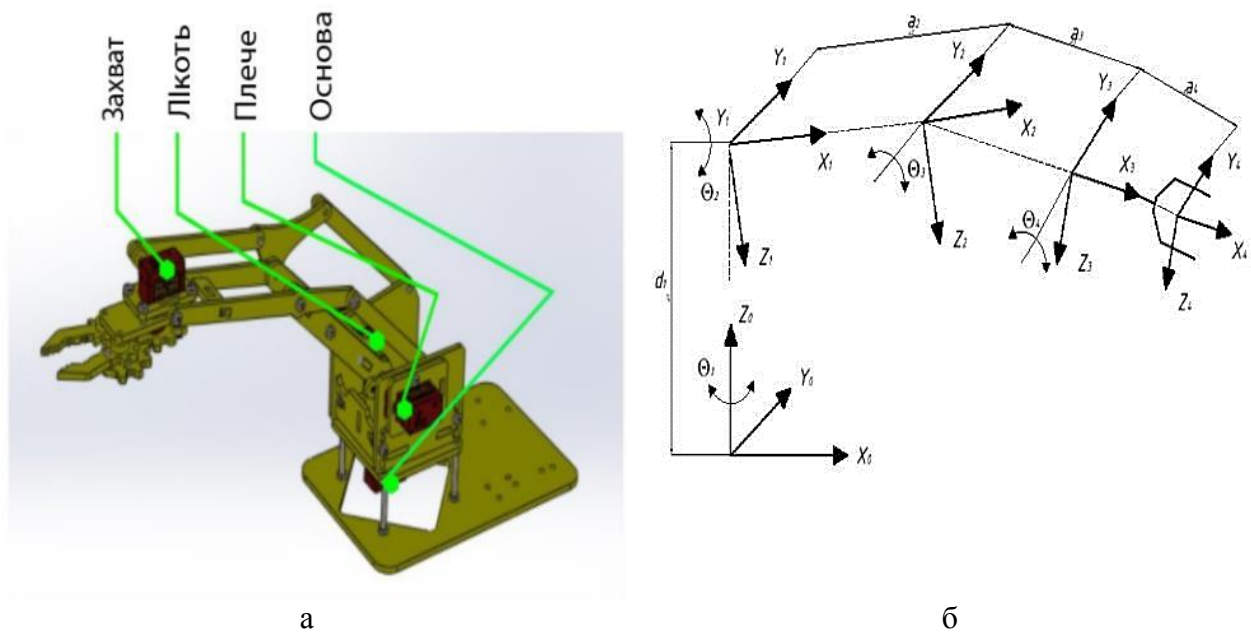 Захват
ЛІкоть
Плече
Основа
a2
a3
a4
Y1
Y2
Y3
Y1
X1
X2
X3
Y4
Θ2
Θ3
Θ4
X4
Z1
Z2
Z3
Z4
d1
Z0
Θ1
Y0
X0
а
б